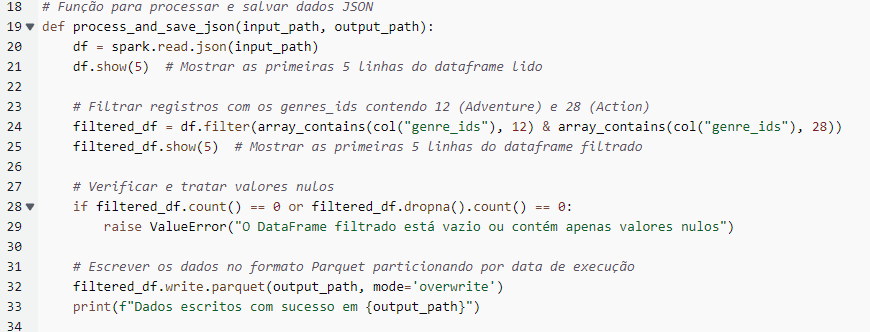 18 # Função para processar e salvar dados JSON
19 def process_and_save_json(input_path, output_path):
20     df = spark.read.json(input_path)
21     df.show(5)  # Mostrar as primeiras 5 linhas do dataframe lido
22
23     # Filtrar registros com os genres_ids contendo 12 (Adventure) e 28 (Action)
24     filtered_df = df.filter(array_contains(col("genre_ids"), 12) & array_contains(col("genre_ids"), 28))
25     filtered_df.show(5)  # Mostrar as primeiras 5 linhas do dataframe filtrado
26
27     # Verificar e tratar valores nulos
28     if filtered_df.count() == 0 or filtered_df.dropna().count() == 0:
29         raise ValueError("O DataFrame filtrado está vazio ou contém apenas valores nulos")
30
31     # Escrever os dados no formato Parquet particionando por data de execução
32     filtered_df.write.parquet(output_path, mode='overwrite')
33     print(f"Dados escritos com sucesso em {output_path}")
34